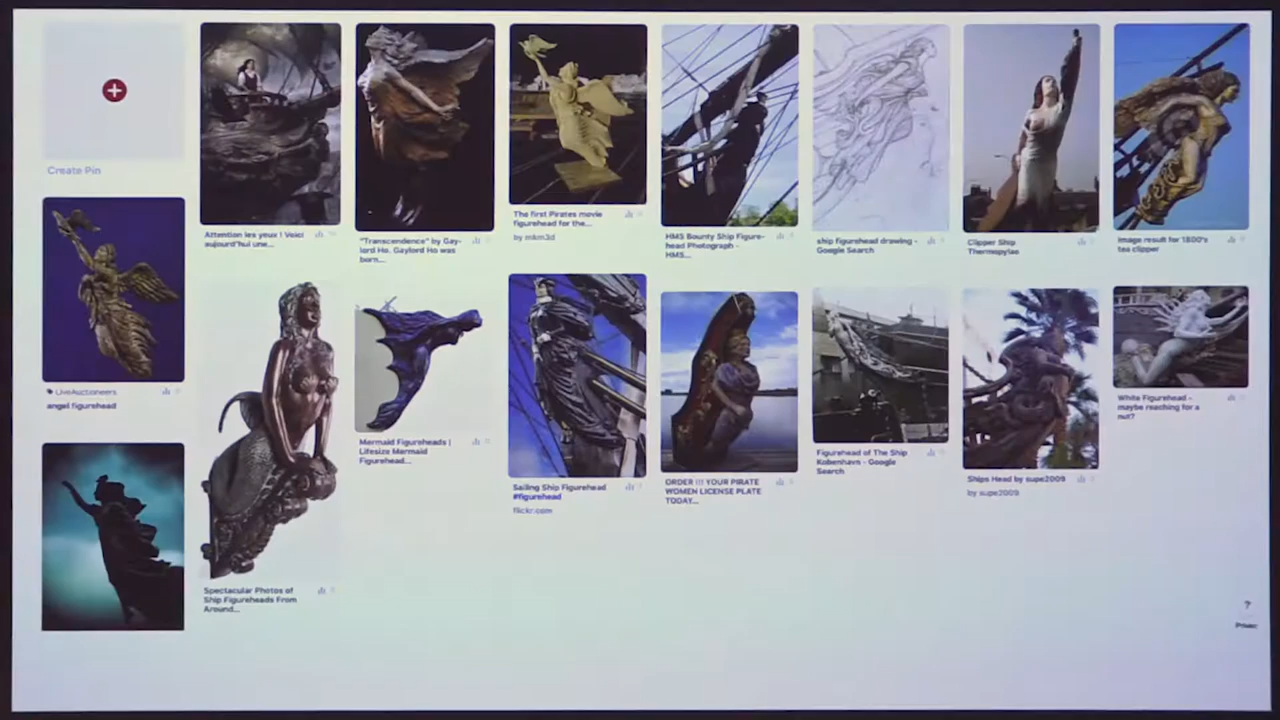 Create Pin
LiveAuctioneers
angel figurehead
Attention les yeux ! Voici
aujourd'hui une...
Spectacular Photos of
Ship Figureheads From
Around...
"Transcendence" by Gay-
lord Ho. Gaylord Ho was
born...
Mermaid Figureheads |
Lifesize Mermaid
Figurehead...
The first Pirates movie
figurehead for the...
by mkm3d
Sailing Ship Figurehead
#figurehead
flickr.com
HMS Bounty Ship Figure-
head Photograph -
HMS...
ORDER !!! YOUR PIRATE
WOMEN LICENSE PLATE
TODAY...
ship figurehead drawing -
Google Search
Figurehead of The Ship
Kobenhavn - Google
Search
Clipper Ship
Thermopylae
Ships Head by supe2009
by supe2009
Image result for 1800's
tea clipper
White Figurehead -
maybe reaching for a
nut?
?
Privac